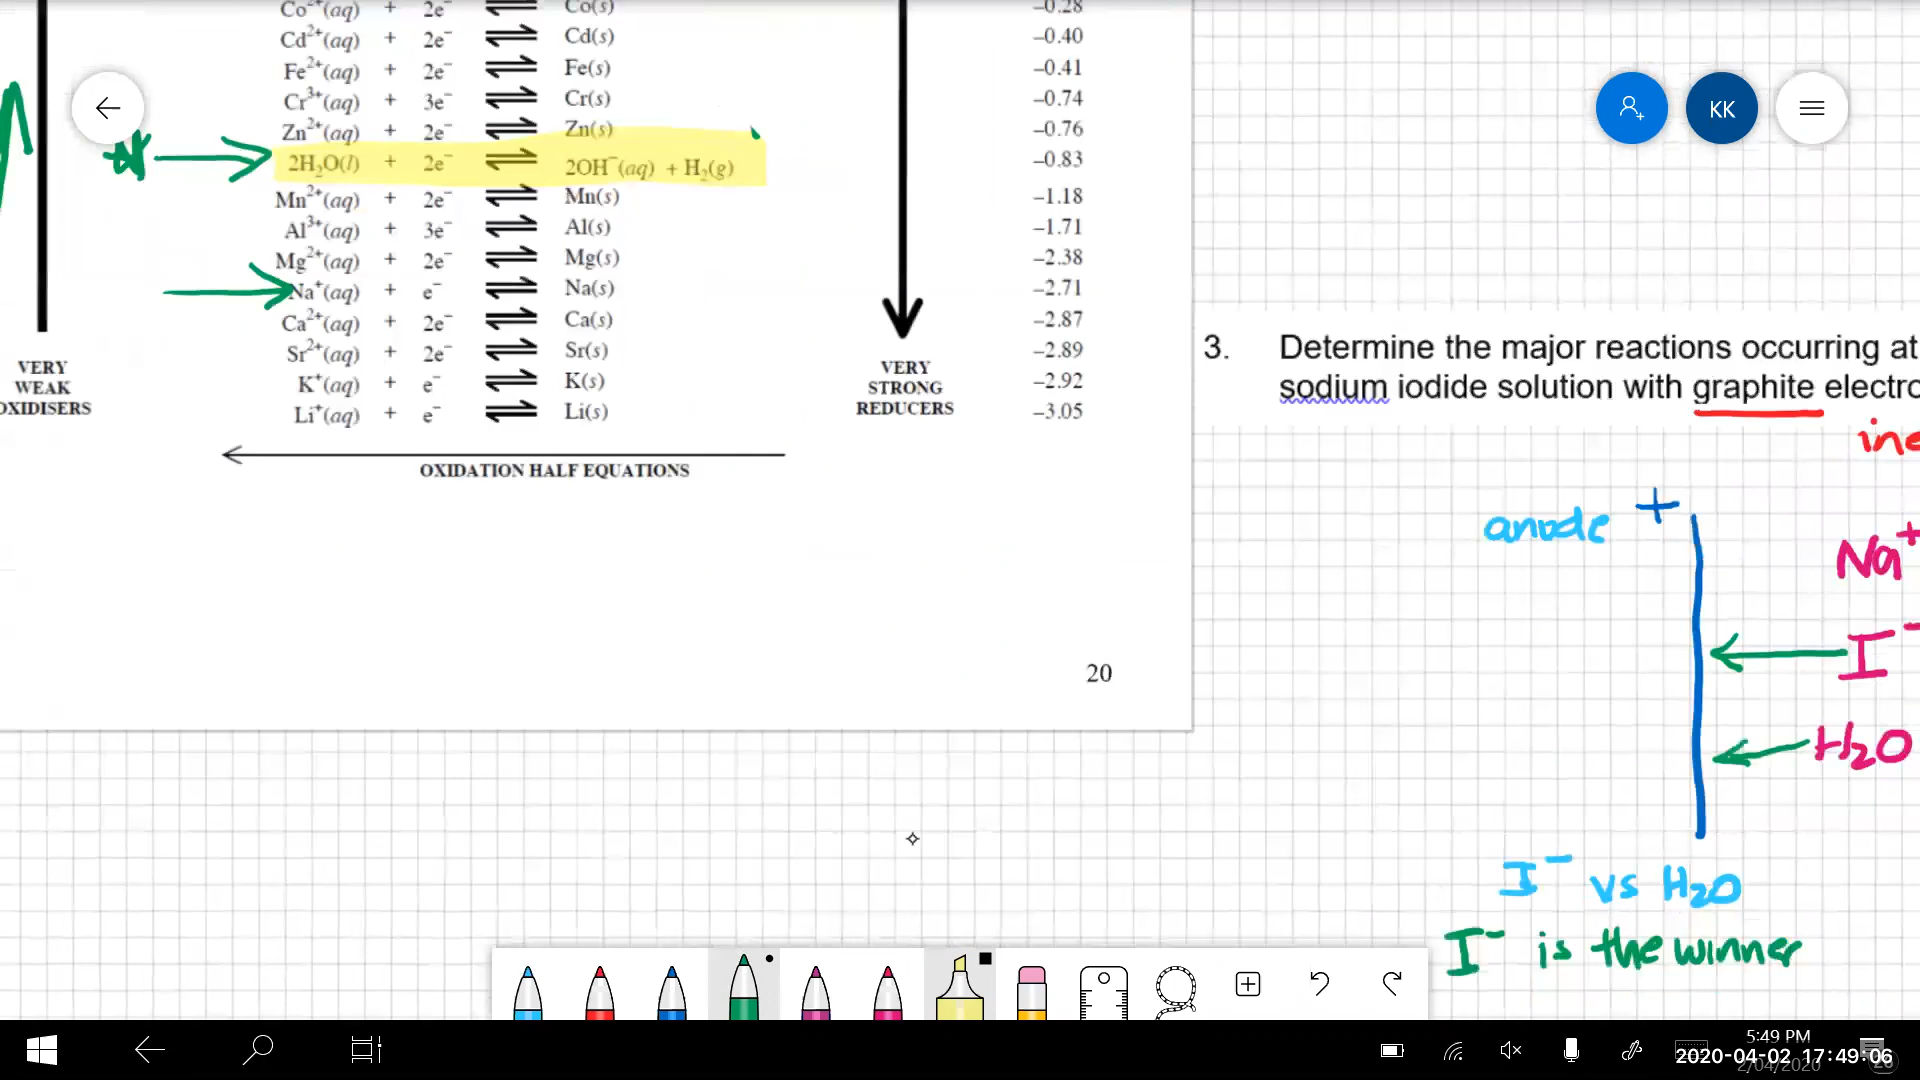 Co²⁺(aq) + 2e⁻ ⇌ Co(s) –0.28
Cd²⁺(aq) + 2e⁻ ⇌ Cd(s) –0.40
Fe²⁺(aq) + 2e⁻ ⇌ Fe(s) –0.41
Cr³⁺(aq) + 3e⁻ ⇌ Cr(s) –0.74
Zn²⁺(aq) + 2e⁻ ⇌ Zn(s) –0.76
2H₂O(l) + 2e⁻ ⇌ 2OH⁻(aq) + H₂(g) –0.83
Mn²⁺(aq) + 2e⁻ ⇌ Mn(s) –1.18
Al³⁺(aq) + 3e⁻ ⇌ Al(s) –1.71
Mg²⁺(aq) + 2e⁻ ⇌ Mg(s) –2.38
Na⁺(aq) + e⁻ ⇌ Na(s) –2.71
Ca²⁺(aq) + 2e⁻ ⇌ Ca(s) –2.87
Sr²⁺(aq) + 2e⁻ ⇌ Sr(s) –2.89
K⁺(aq) + e⁻ ⇌ K(s) –2.92
Li⁺(aq) + e⁻ ⇌ Li(s) –3.05
VERY
WEAK
OXIDISERS
VERY
STRONG
REDUCERS
OXIDATION HALF EQUATIONS
20
KK
3. Determine the major reactions occurring at
sodium iodide solution with graphite electro
ine
anode +
Na⁺
I⁻
H₂O
I⁻ vs H₂O
I⁻ is the winner
5:49 PM
2020-04-02 17:49:06
2/04/2020